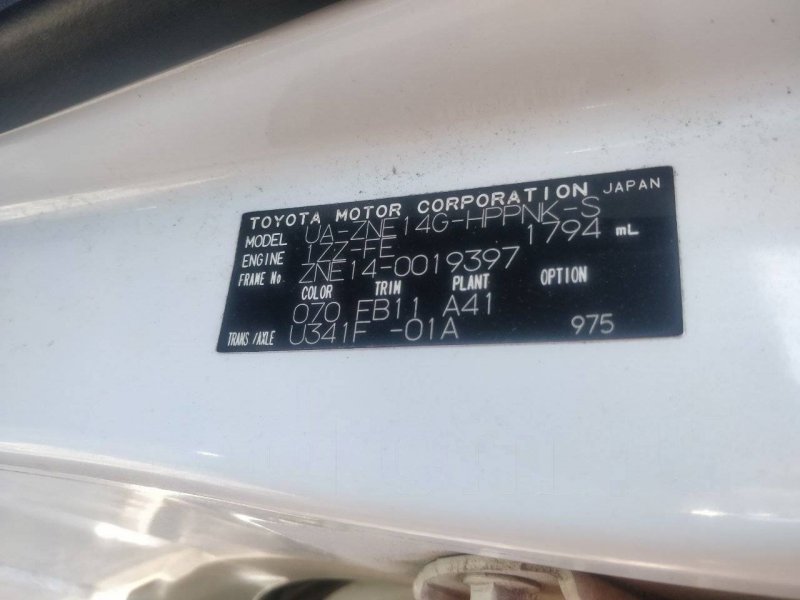 TOYOTA MOTOR CORPORATION JAPAN
MODEL UA-ZNE14G-HPPNK-S
ENGINE 1ZZ-FE 1794 mL
FRAME No ZNE14-0019397
COLOR TRIM PLANT OPTION
070 EB11 A41
TRANS/AXLE U341F -01A 975